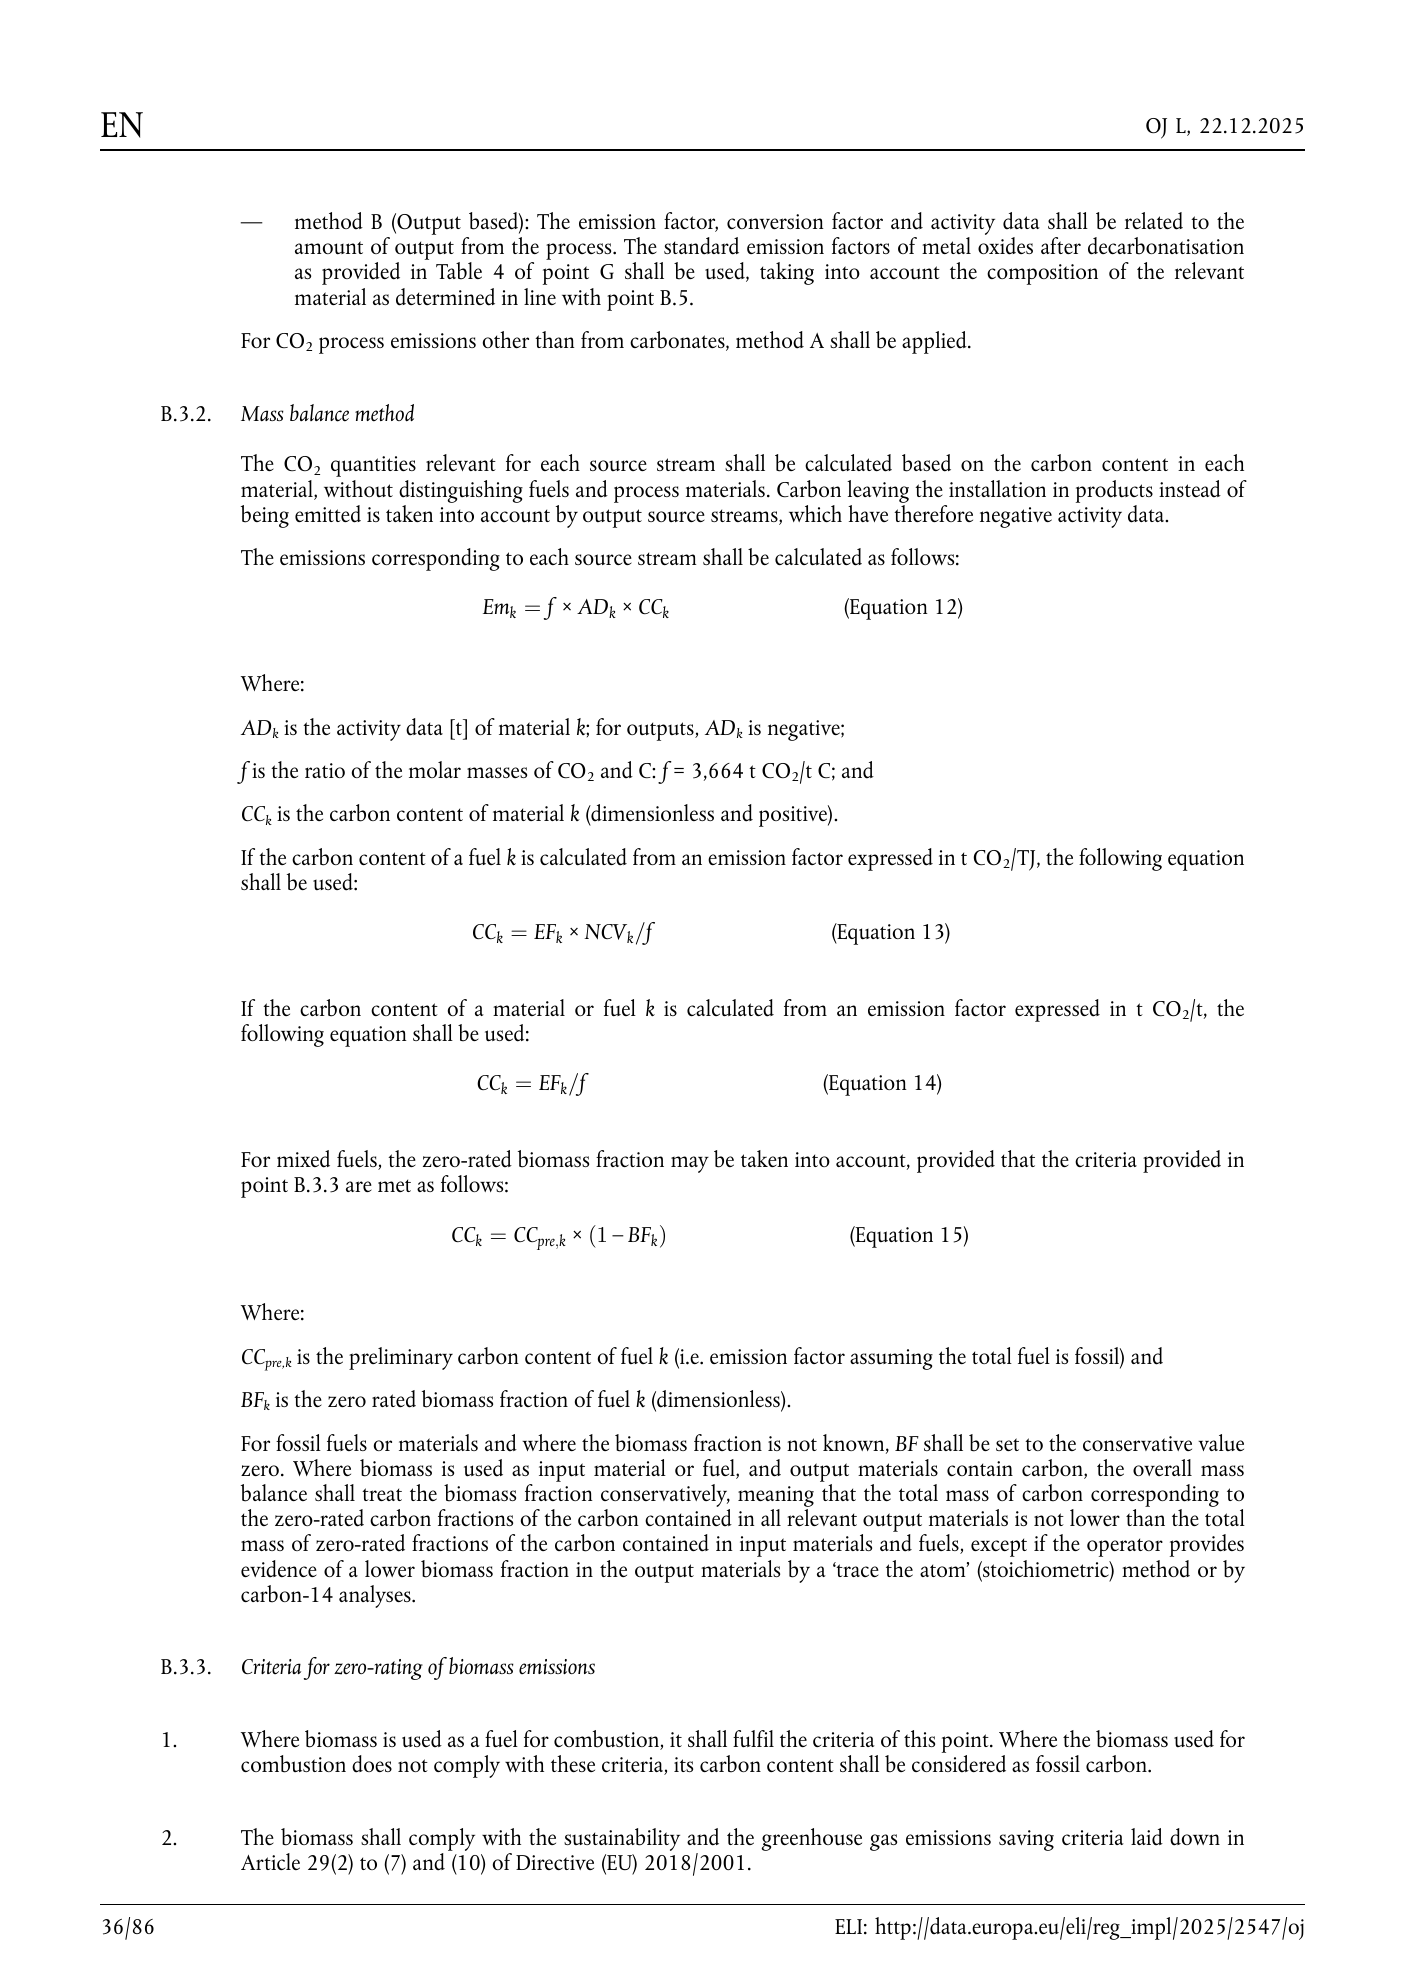 EN
OJ L, 22.12.2025
— method B (Output based): The emission factor, conversion factor and activity data shall be related to the
amount of output from the process. The standard emission factors of metal oxides after decarbonatisation
as provided in Table 4 of point G shall be used, taking into account the composition of the relevant
material as determined in line with point B.5.
For CO₂ process emissions other than from carbonates, method A shall be applied.
B.3.2. Mass balance method
The CO₂ quantities relevant for each source stream shall be calculated based on the carbon content in each
material, without distinguishing fuels and process materials. Carbon leaving the installation in products instead of
being emitted is taken into account by output source streams, which have therefore negative activity data.
The emissions corresponding to each source stream shall be calculated as follows:
Emₖ = f × ADₖ × CCₖ (Equation 12)
Where:
ADₖ is the activity data [t] of material k; for outputs, ADₖ is negative;
f is the ratio of the molar masses of CO₂ and C: f = 3,664 t CO₂/t C; and
CCₖ is the carbon content of material k (dimensionless and positive).
If the carbon content of a fuel k is calculated from an emission factor expressed in t CO₂/TJ, the following equation
shall be used:
CCₖ = EFₖ × NCVₖ/f (Equation 13)
If the carbon content of a material or fuel k is calculated from an emission factor expressed in t CO₂/t, the
following equation shall be used:
CCₖ = EFₖ/f (Equation 14)
For mixed fuels, the zero-rated biomass fraction may be taken into account, provided that the criteria provided in
point B.3.3 are met as follows:
CCₖ = CCpre,k × (1 – BFₖ) (Equation 15)
Where:
CCpre,k is the preliminary carbon content of fuel k (i.e. emission factor assuming the total fuel is fossil) and
BFₖ is the zero rated biomass fraction of fuel k (dimensionless).
For fossil fuels or materials and where the biomass fraction is not known, BF shall be set to the conservative value
zero. Where biomass is used as input material or fuel, and output materials contain carbon, the overall mass
balance shall treat the biomass fraction conservatively, meaning that the total mass of carbon corresponding to
the zero-rated carbon fractions of the carbon contained in all relevant output materials is not lower than the total
mass of zero-rated fractions of the carbon contained in input materials and fuels, except if the operator provides
evidence of a lower biomass fraction in the output materials by a ‘trace the atom’ (stoichiometric) method or by
carbon-14 analyses.
B.3.3. Criteria for zero-rating of biomass emissions
1. Where biomass is used as a fuel for combustion, it shall fulfil the criteria of this point. Where the biomass used for
combustion does not comply with these criteria, its carbon content shall be considered as fossil carbon.
2. The biomass shall comply with the sustainability and the greenhouse gas emissions saving criteria laid down in
Article 29(2) to (7) and (10) of Directive (EU) 2018/2001.
36/86
ELI: http://data.europa.eu/eli/reg_impl/2025/2547/oj